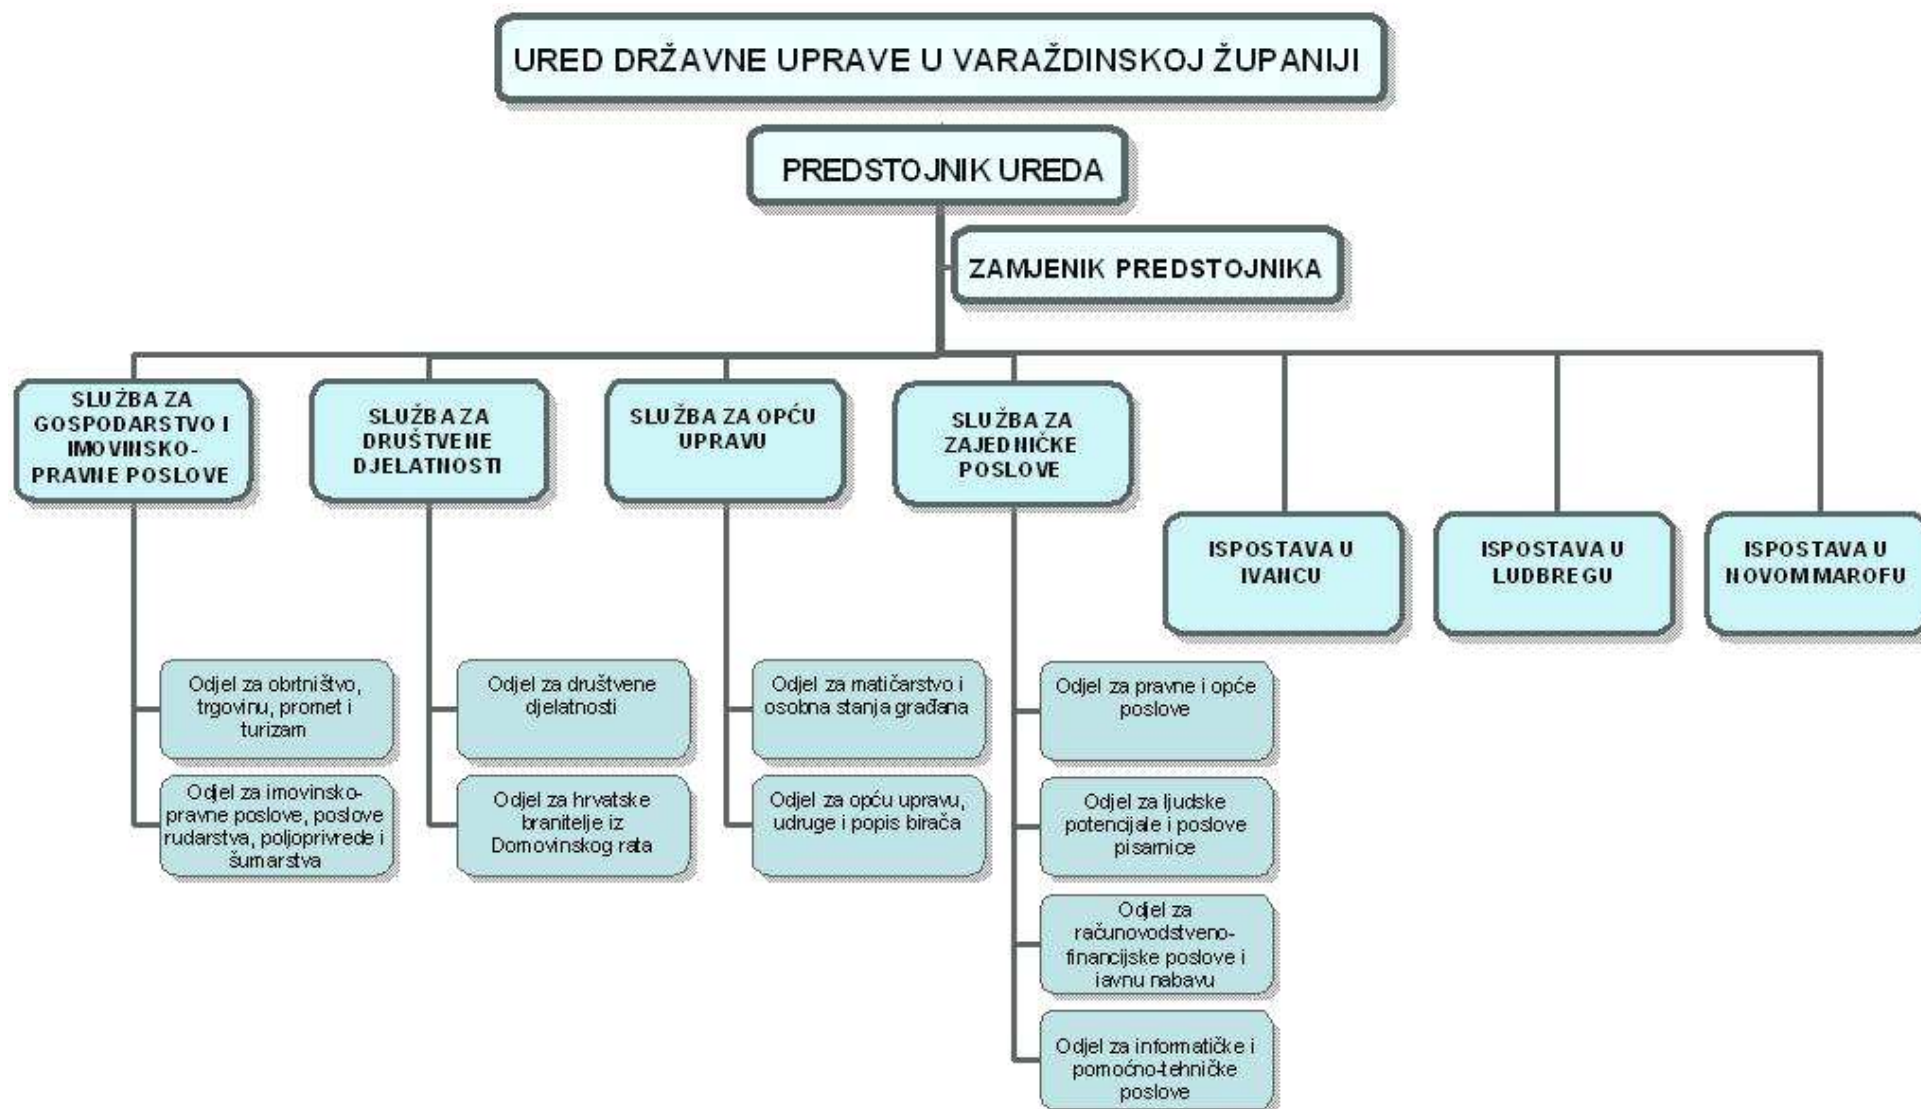 URED DRŽAVNE UPRAVE U VARAŽDINSKOJ ŽUPANIJI
PREDSTOJNIK UREDA
ZAMJENIK PREDSTOJNIKA
SLUŽBA ZA
GOSPODARSTVO I
IMOVINSKO-
PRAVNE POSLOVE
SLUŽBA ZA
DRUŠTVENE
DJELATNOSTI
SLUŽBA ZA OPĆU
UPRAVU
SLUŽBA ZA
ZAJEDNIČKE
POSLOVE
ISPOSTAVA U
IVANCU
ISPOSTAVA U
LUDBREGU
ISPOSTAVA U
NOVOM MAROFU
Odjel za obrtništvo,
trgovinu, promet i
turizam
Odjel za imovinsko-
pravne poslove, poslove
rudarstva, poljoprivrede i
šumarstva
Odjel za društvene
djelatnosti
Odjel za hrvatske
branitelje iz
Domovinskog rata
Odjel za matičarstvo i
osobna stanja građana
Odjel za opću upravu,
udruge i popis birača
Odjel za pravne i opće
poslove
Odjel za ljudske
potencijale i poslove
pisarnice
Odjel za
računovodstveno-
financijske poslove i
javnu nabavu
Odjel za informatičke i
pomoćno-tehničke
poslove